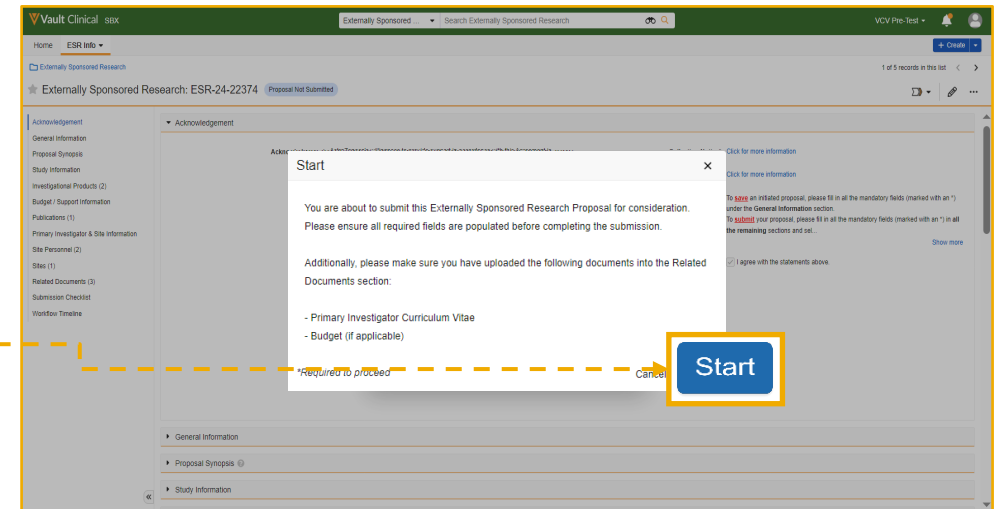 Vault Clinical SBX
Externally Sponsored ...
Search Externally Sponsored Research
VCV Pre-Test
Home
ESR Info
+ Create
Externally Sponsored Research
1 of 5 records in this list
Externally Sponsored Research: ESR-24-22374
Proposal Not Submitted
Acknowledgement
General Information
Proposal Synopsis
Study Information
Investigational Products (2)
Budget / Support Information
Publications (1)
Primary Investigator & Site Information
Site Personnel (2)
Sites (1)
Related Documents (3)
Submission Checklist
Workflow Timeline
Acknowledgement
Click for more information
Click for more information
To save an initiated proposal, please fill in all the mandatory fields (marked with an *)
under the General Information section
To submit your proposal, please fill in all the mandatory fields (marked with an *) in all
the remaining sections and sel...
Show more
I agree with the statements above.
Start
You are about to submit this Externally Sponsored Research Proposal for consideration.
Please ensure all required fields are populated before completing the submission.
Additionally, please make sure you have uploaded the following documents into the Related
Documents section:
- Primary Investigator Curriculum Vitae
- Budget (if applicable)
*Required to proceed
Cancel
Start
General Information
Proposal Synopsis
Study Information